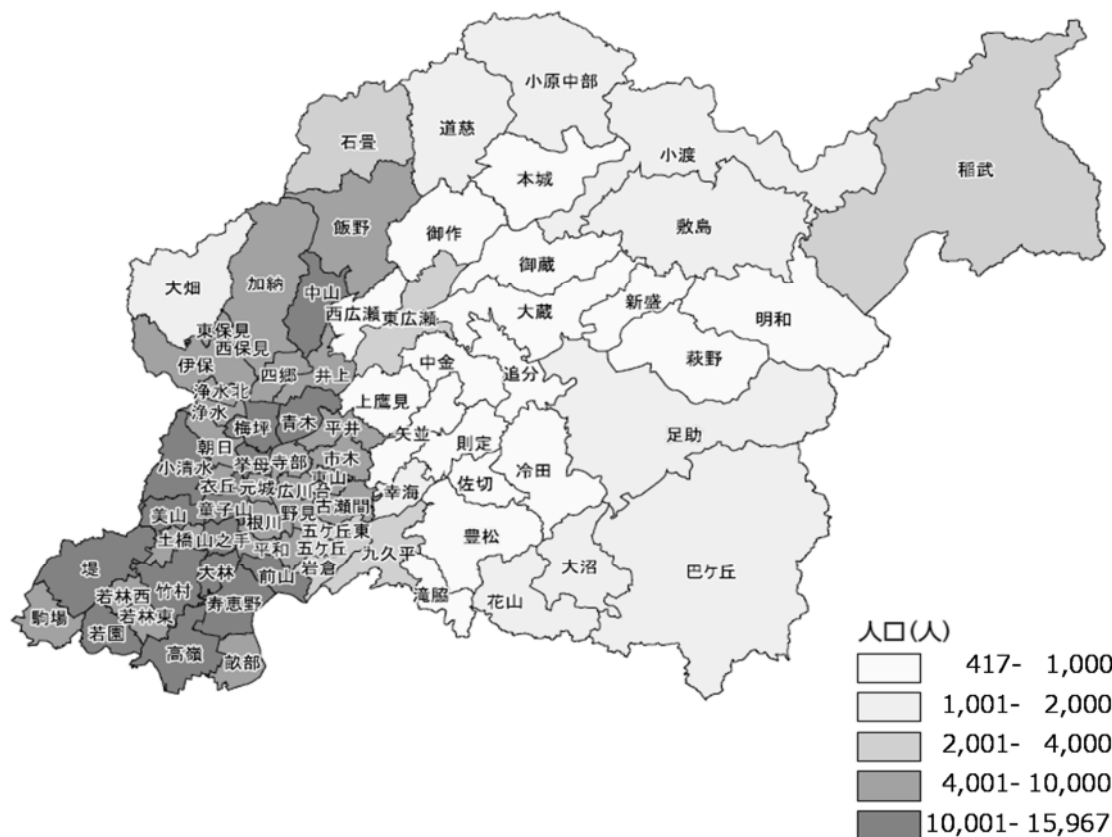 小原中部
道慈
石畳
小渡
稲武
本城
飯野
御作
敷島
御蔵
大畑
加納
中山
西広瀬
東広瀬
大蔵
新盛
明和
東保見
西保見
伊保
四郷
井上
中金
追分
萩野
浄水北
浄水
上鷹見
梅坪
青木
平井
矢並
則定
足助
朝日
小清水
挙母
寺部
市木
東山
冷田
衣丘
元城
広川台
幸海
佐切
美山
童子山
根川
野見
古瀬間
土橋
山之手
平和
五ケ丘東
五ケ丘
九久平
豊松
岩倉
堤
大林
前山
大沼
巴ケ丘
若林西
竹村
寿恵野
滝脇
花山
駒場
若林東
若園
高嶺
畝部
人口(人)
417- 1,000
1,001- 2,000
2,001- 4,000
4,001- 10,000
10,001- 15,967